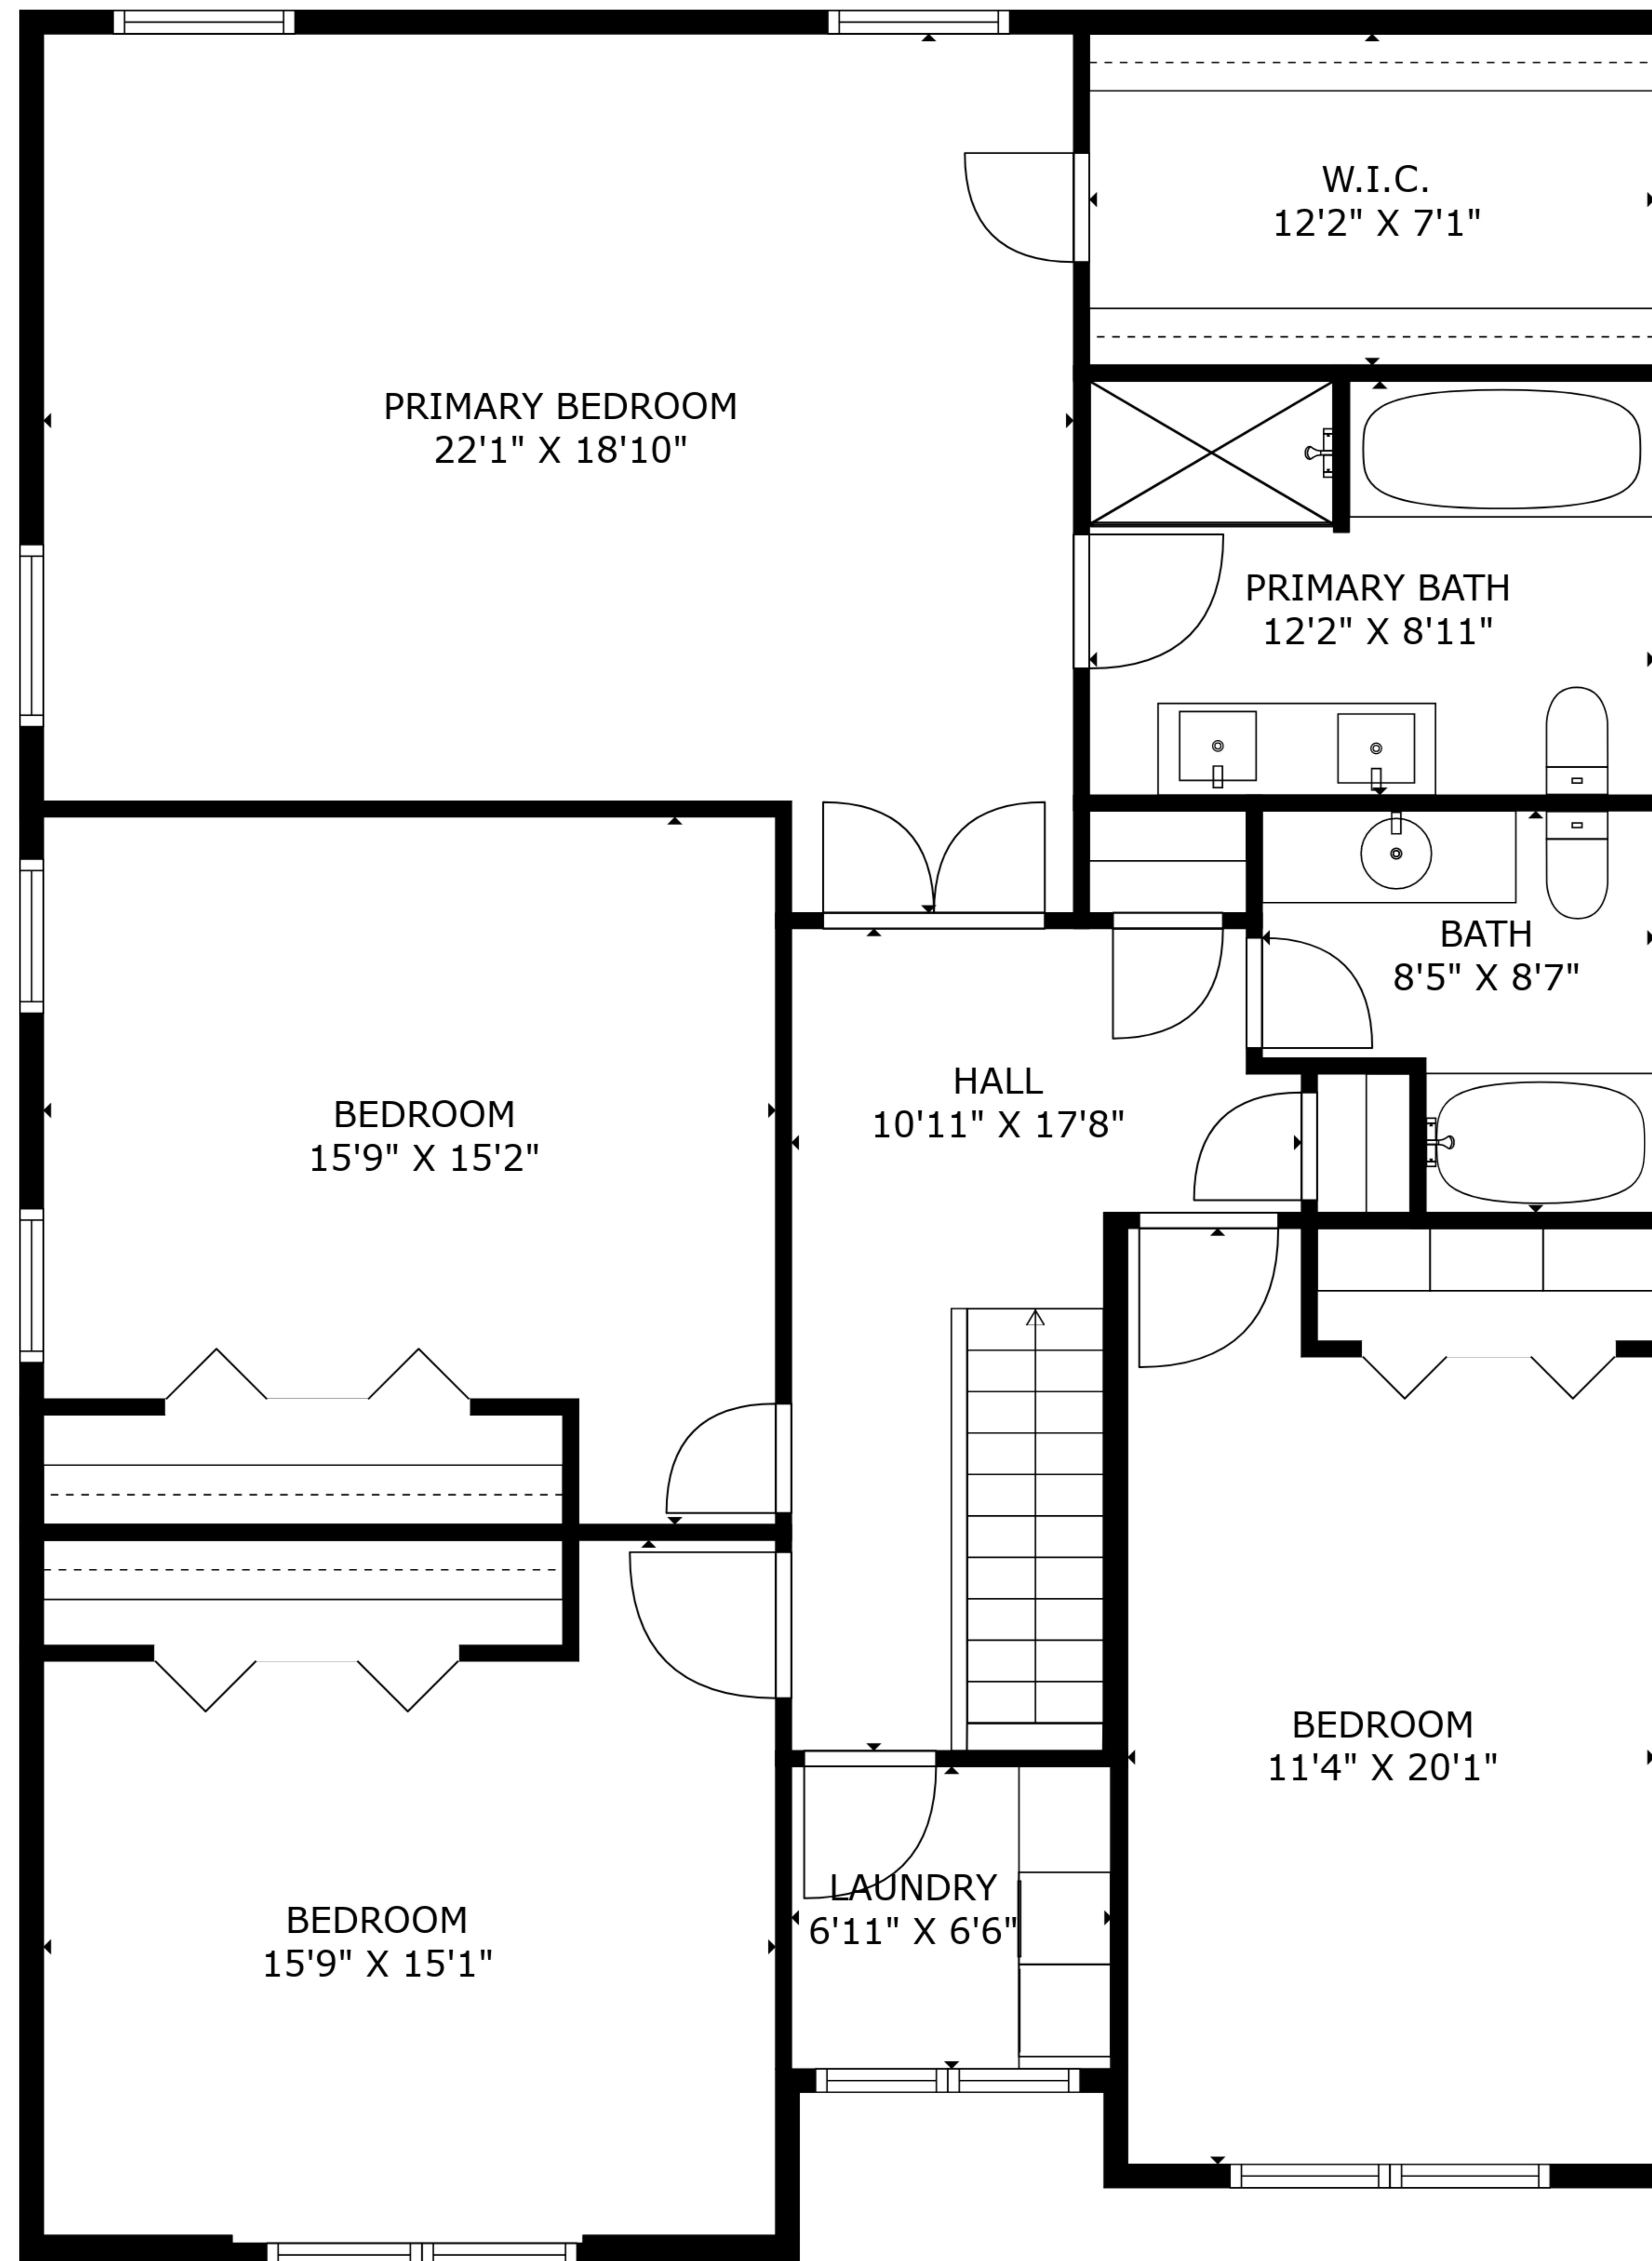 W.I.C.
12'2" X 7'1"
PRIMARY BEDROOM
22'1" X 18'10"
PRIMARY BATH
12'2" X 8'11"
BATH
8'5" X 8'7"
HALL
10'11" X 17'8"
BEDROOM
15'9" X 15'2"
BEDROOM
11'4" X 20'1"
LAUNDRY
6'11" X 6'6"
BEDROOM
15'9" X 15'1"